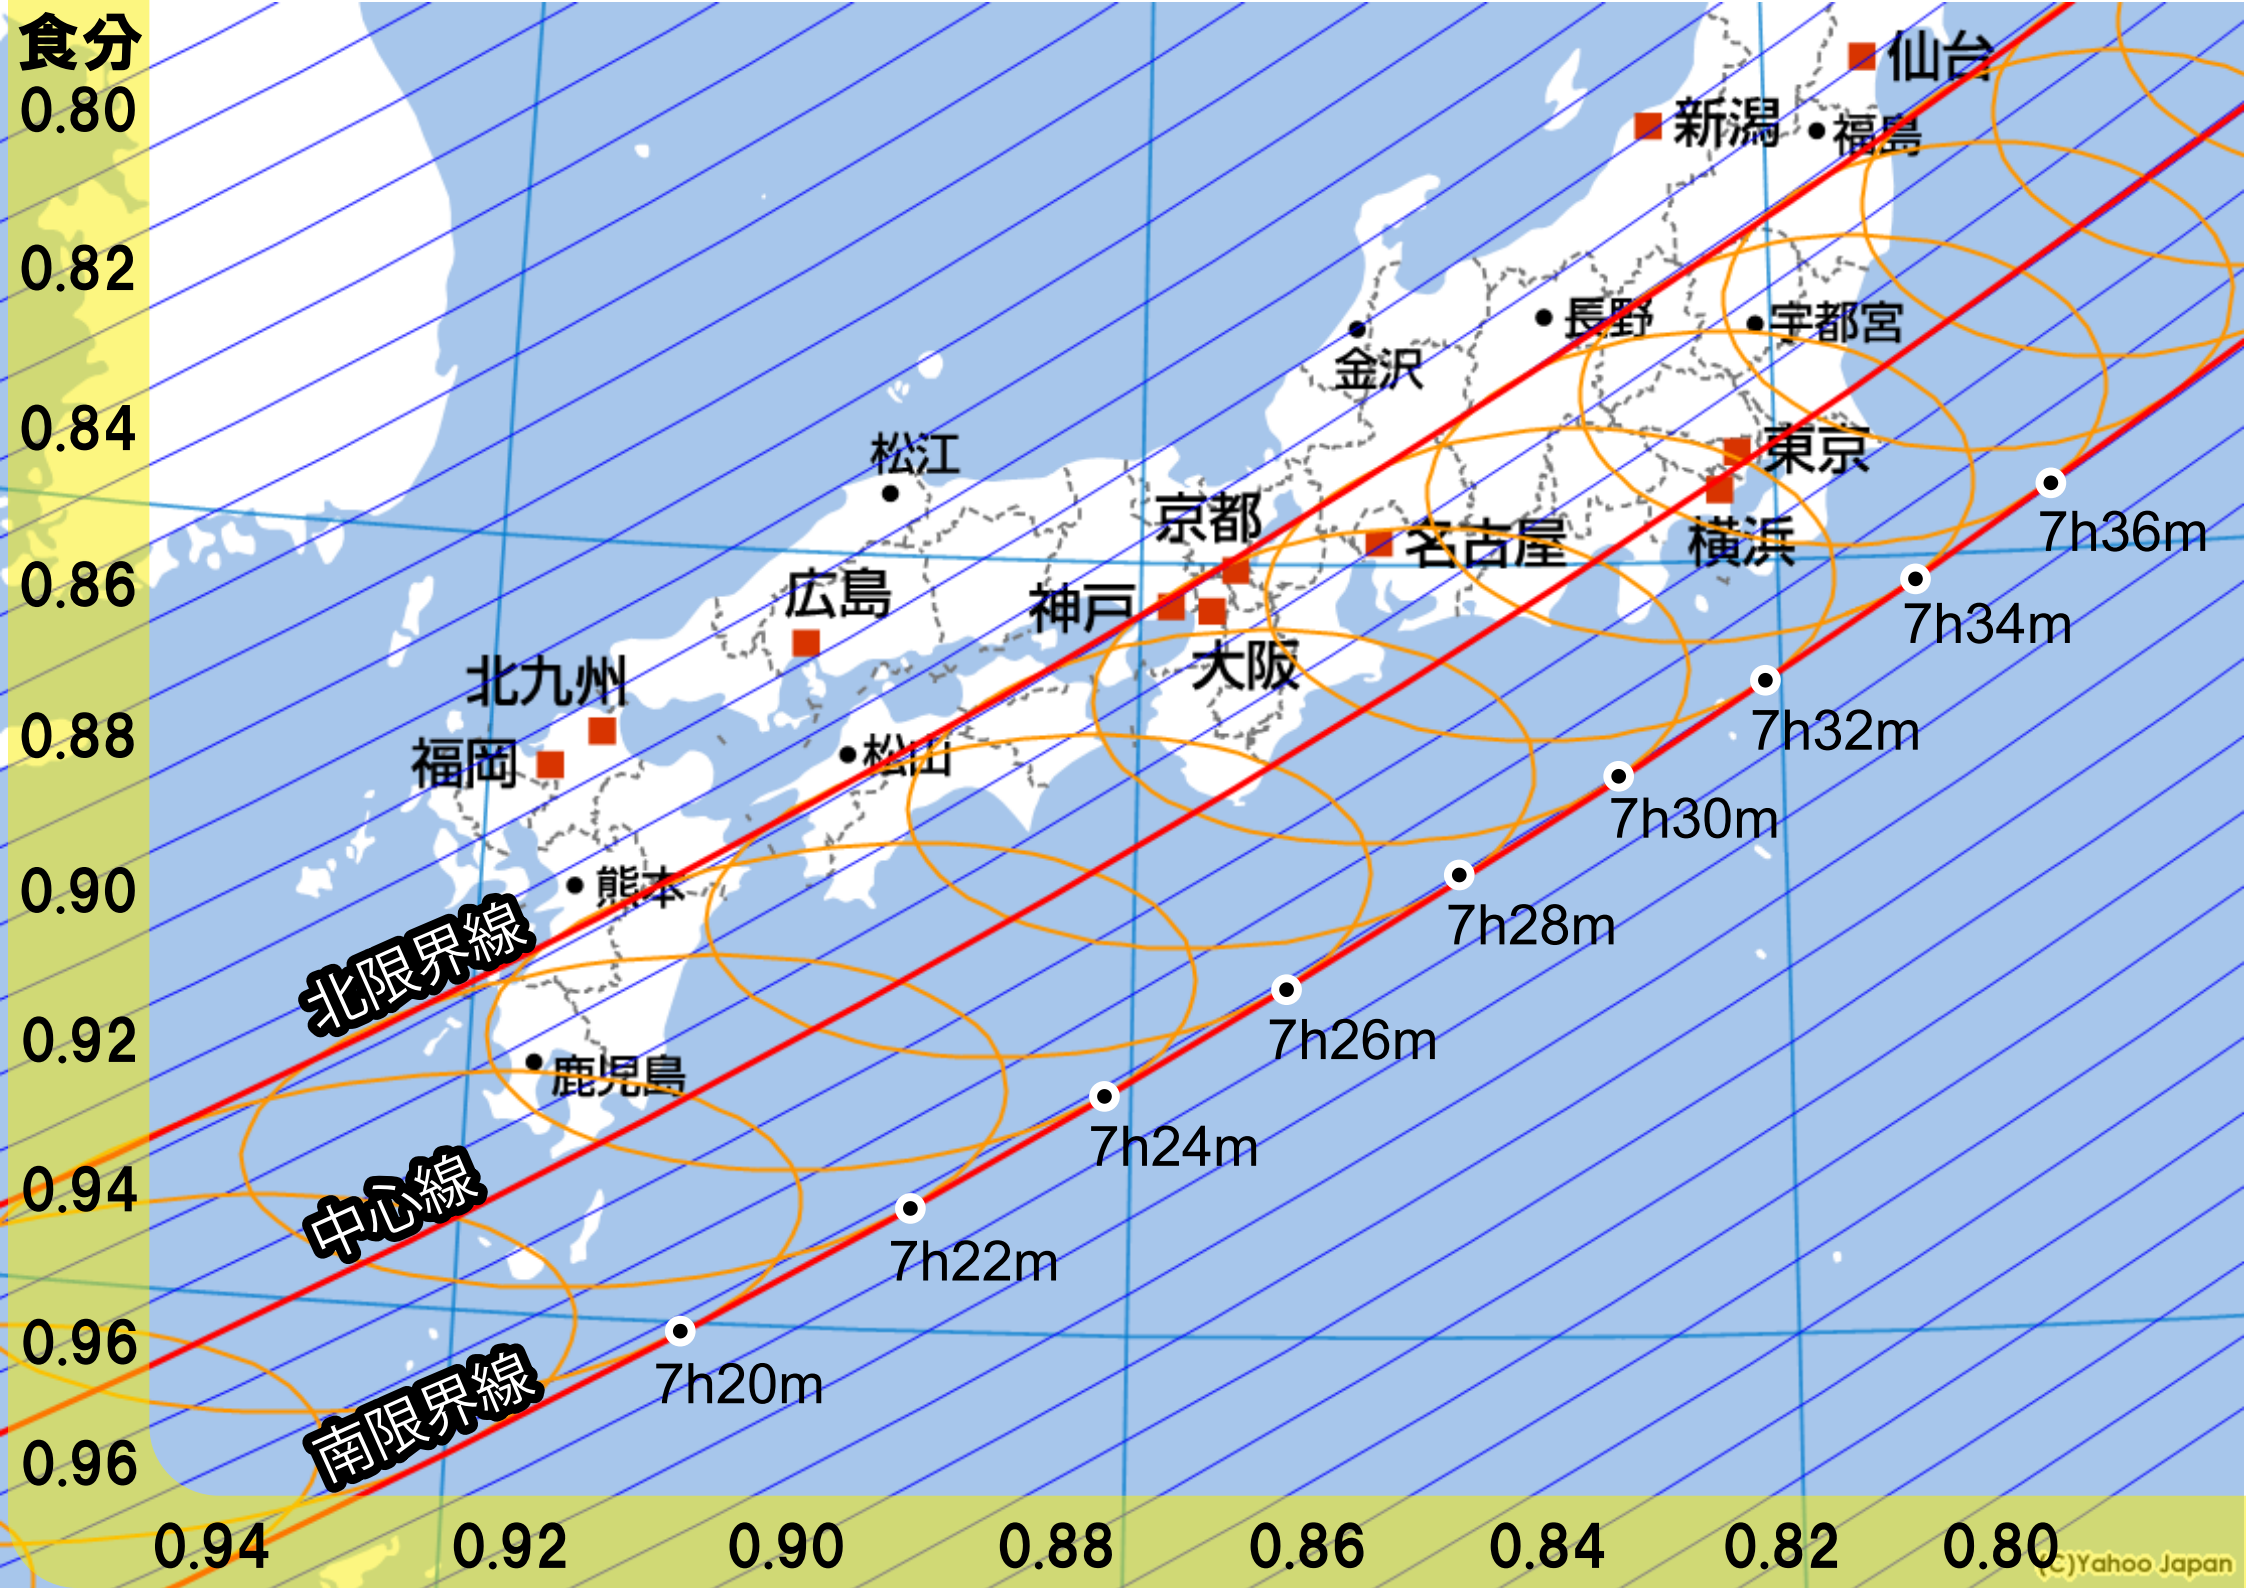 食分
0.80
0.82
0.84
0.86
0.88
0.90
0.92
0.94
0.96
0.96
仙台
新潟
福島
長野
宇都宮
金沢
東京
松江
京都
名古屋
横浜
広島
神戸
大阪
北九州
福岡
松山
熊本
鹿児島
北限界線
中心線
南限界線
7h36m
7h34m
7h32m
7h30m
7h28m
7h26m
7h24m
7h22m
7h20m
0.94
0.92
0.90
0.88
0.86
0.84
0.82
0.80
(C)Yahoo Japan